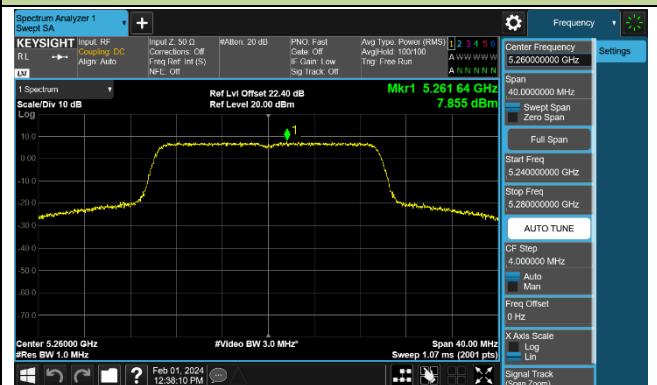 Spectrum Analyzer 1
Swept SA
Frequency
KEYSIGHT
RL
LXI
Input: RF
Coupling: DC
Align: Auto
Input Z: 50 Ω
Corrections: Off
Freq Ref: Int (S)
NFE: Off
#Atten: 20 dB
PNO: Fast
Gate: Off
IF Gain: Low
Sig Track: Off
Avg Type: Power (RMS)
Avg|Hold: 100/100
Trig: Free Run
1 2 3 4 5 6
A W W W W W
A N N N N N
1 Spectrum
Scale/Div 10 dB
Log
Ref Lvl Offset 22.40 dB
Ref Level 20.00 dBm
Mkr1 5.261 64 GHz
7.855 dBm
1
10.0
0.00
-10.0
-20.0
-30.0
-40.0
-50.0
-60.0
-70.0
Center 5.26000 GHz
#Res BW 1.0 MHz
#Video BW 3.0 MHz*
Span 40.00 MHz
Sweep 1.07 ms (2001 pts)
Center Frequency
5.260000000 GHz
Settings
Span
40.0000000 MHz
Swept Span
Zero Span
Full Span
Start Freq
5.240000000 GHz
Stop Freq
5.280000000 GHz
AUTO TUNE
CF Step
4.000000 MHz
Auto
Man
Freq Offset
0 Hz
X Axis Scale
Log
Lin
Signal Track
(Span Zoom)
?
Feb 01, 2024
12:38:10 PM